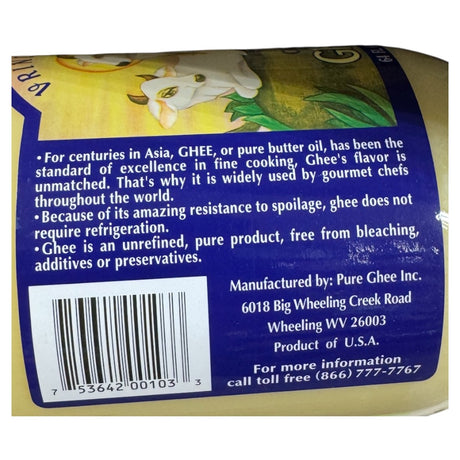 •For centuries in Asia, GHEE, or pure butter oil, has been the
standard of excellence in fine cooking, Ghee's flavor is
unmatched. That's why it is widely used by gourmet chefs
throughout the world.
•Because of its amazing resistance to spoilage, ghee does not
require refrigeration.
•Ghee is an unrefined, pure product, free from bleaching,
additives or preservatives.
Manufactured by: Pure Ghee Inc.
6018 Big Wheeling Creek Road
Wheeling WV 26003
Product of U.S.A.
For more information
call toll free (866) 777-7767
7 53642 00103 3